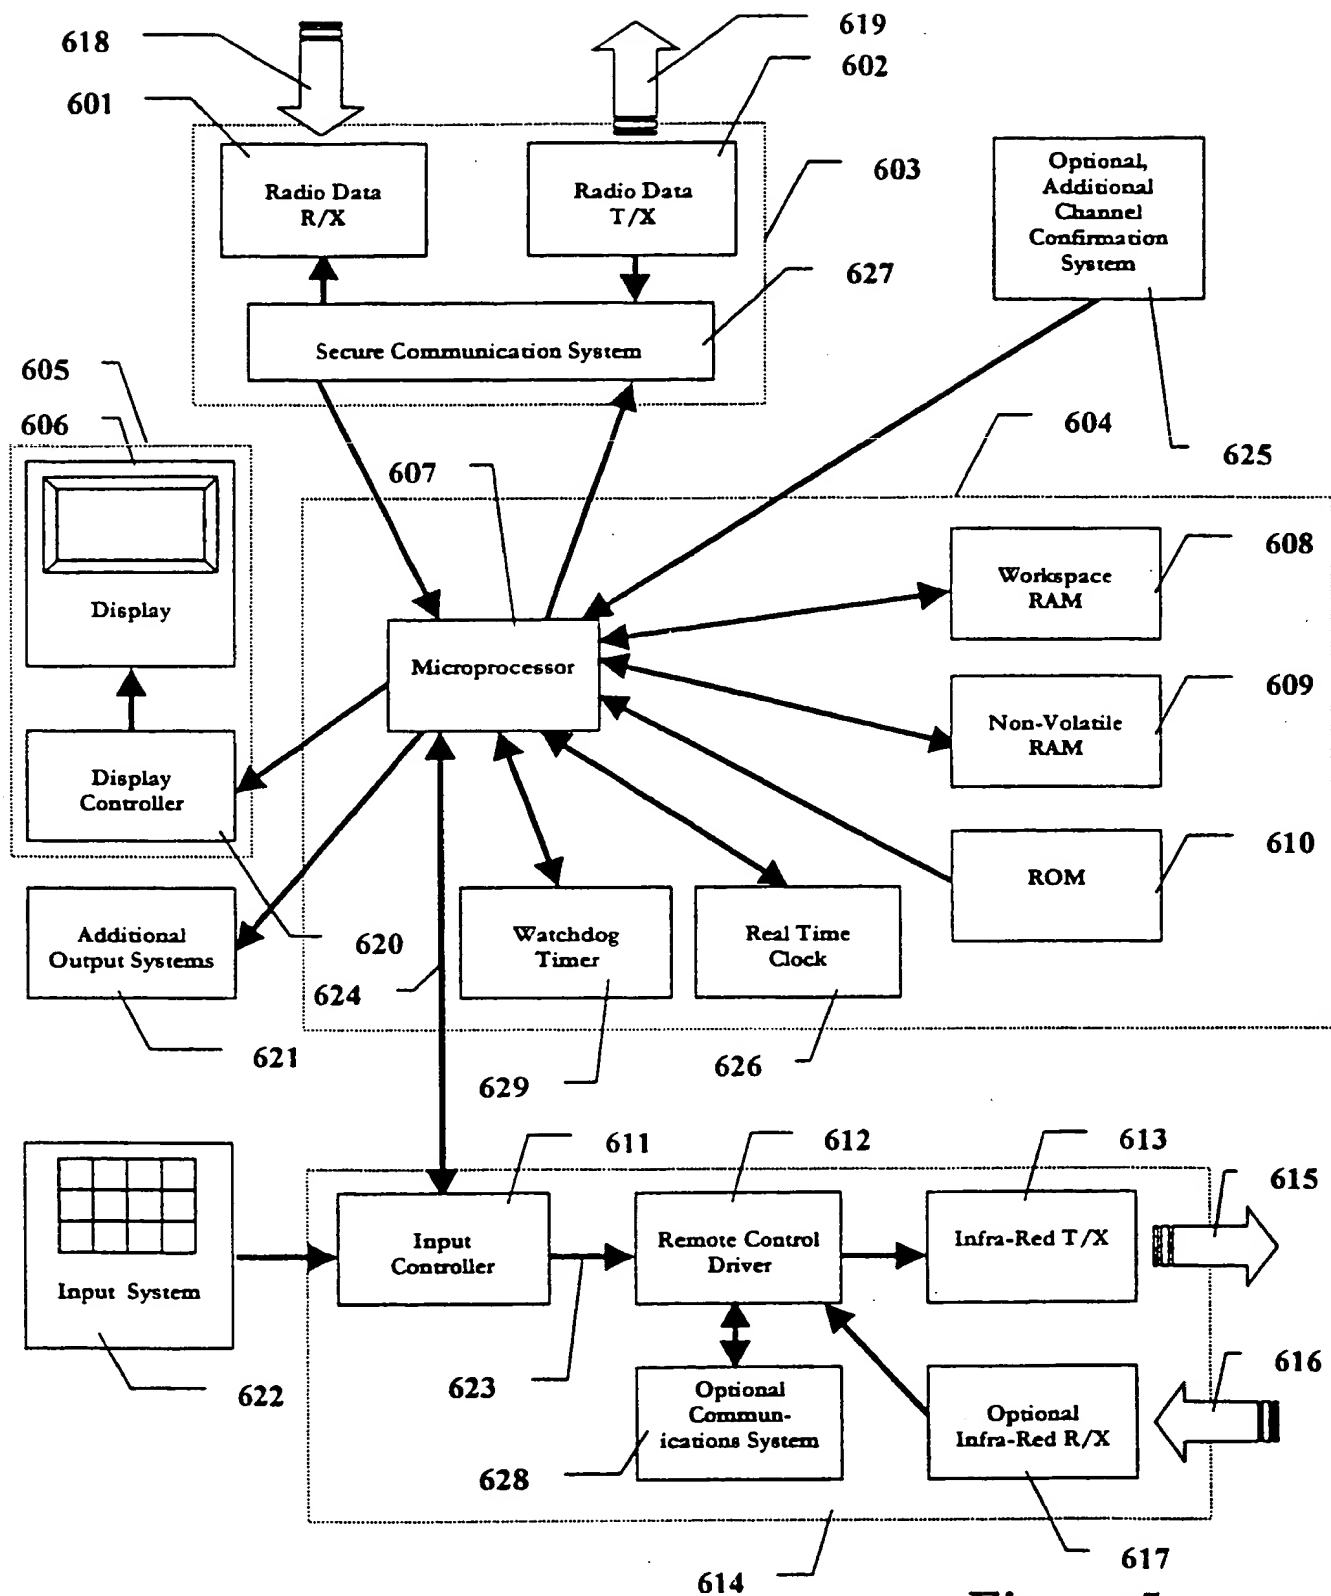 618
619
601
602
Radio Data
R/X
Radio Data
T/X
603
Optional,
Additional
Channel
Confirmation
System
627
Secure Communication System
605
606
604
625
607
608
Display
Workspace
RAM
Microprocessor
609
Non-Volatile
RAM
Display
Controller
610
ROM
Additional
Output Systems
620
624
Watchdog
Timer
Real Time
Clock
621
629
626
611
612
613
615
Input System
Input
Controller
Remote Control
Driver
Infra-Red T/X
622
623
616
Optional
Commun-
ications System
Optional
Infra-Red R/X
628
614
617